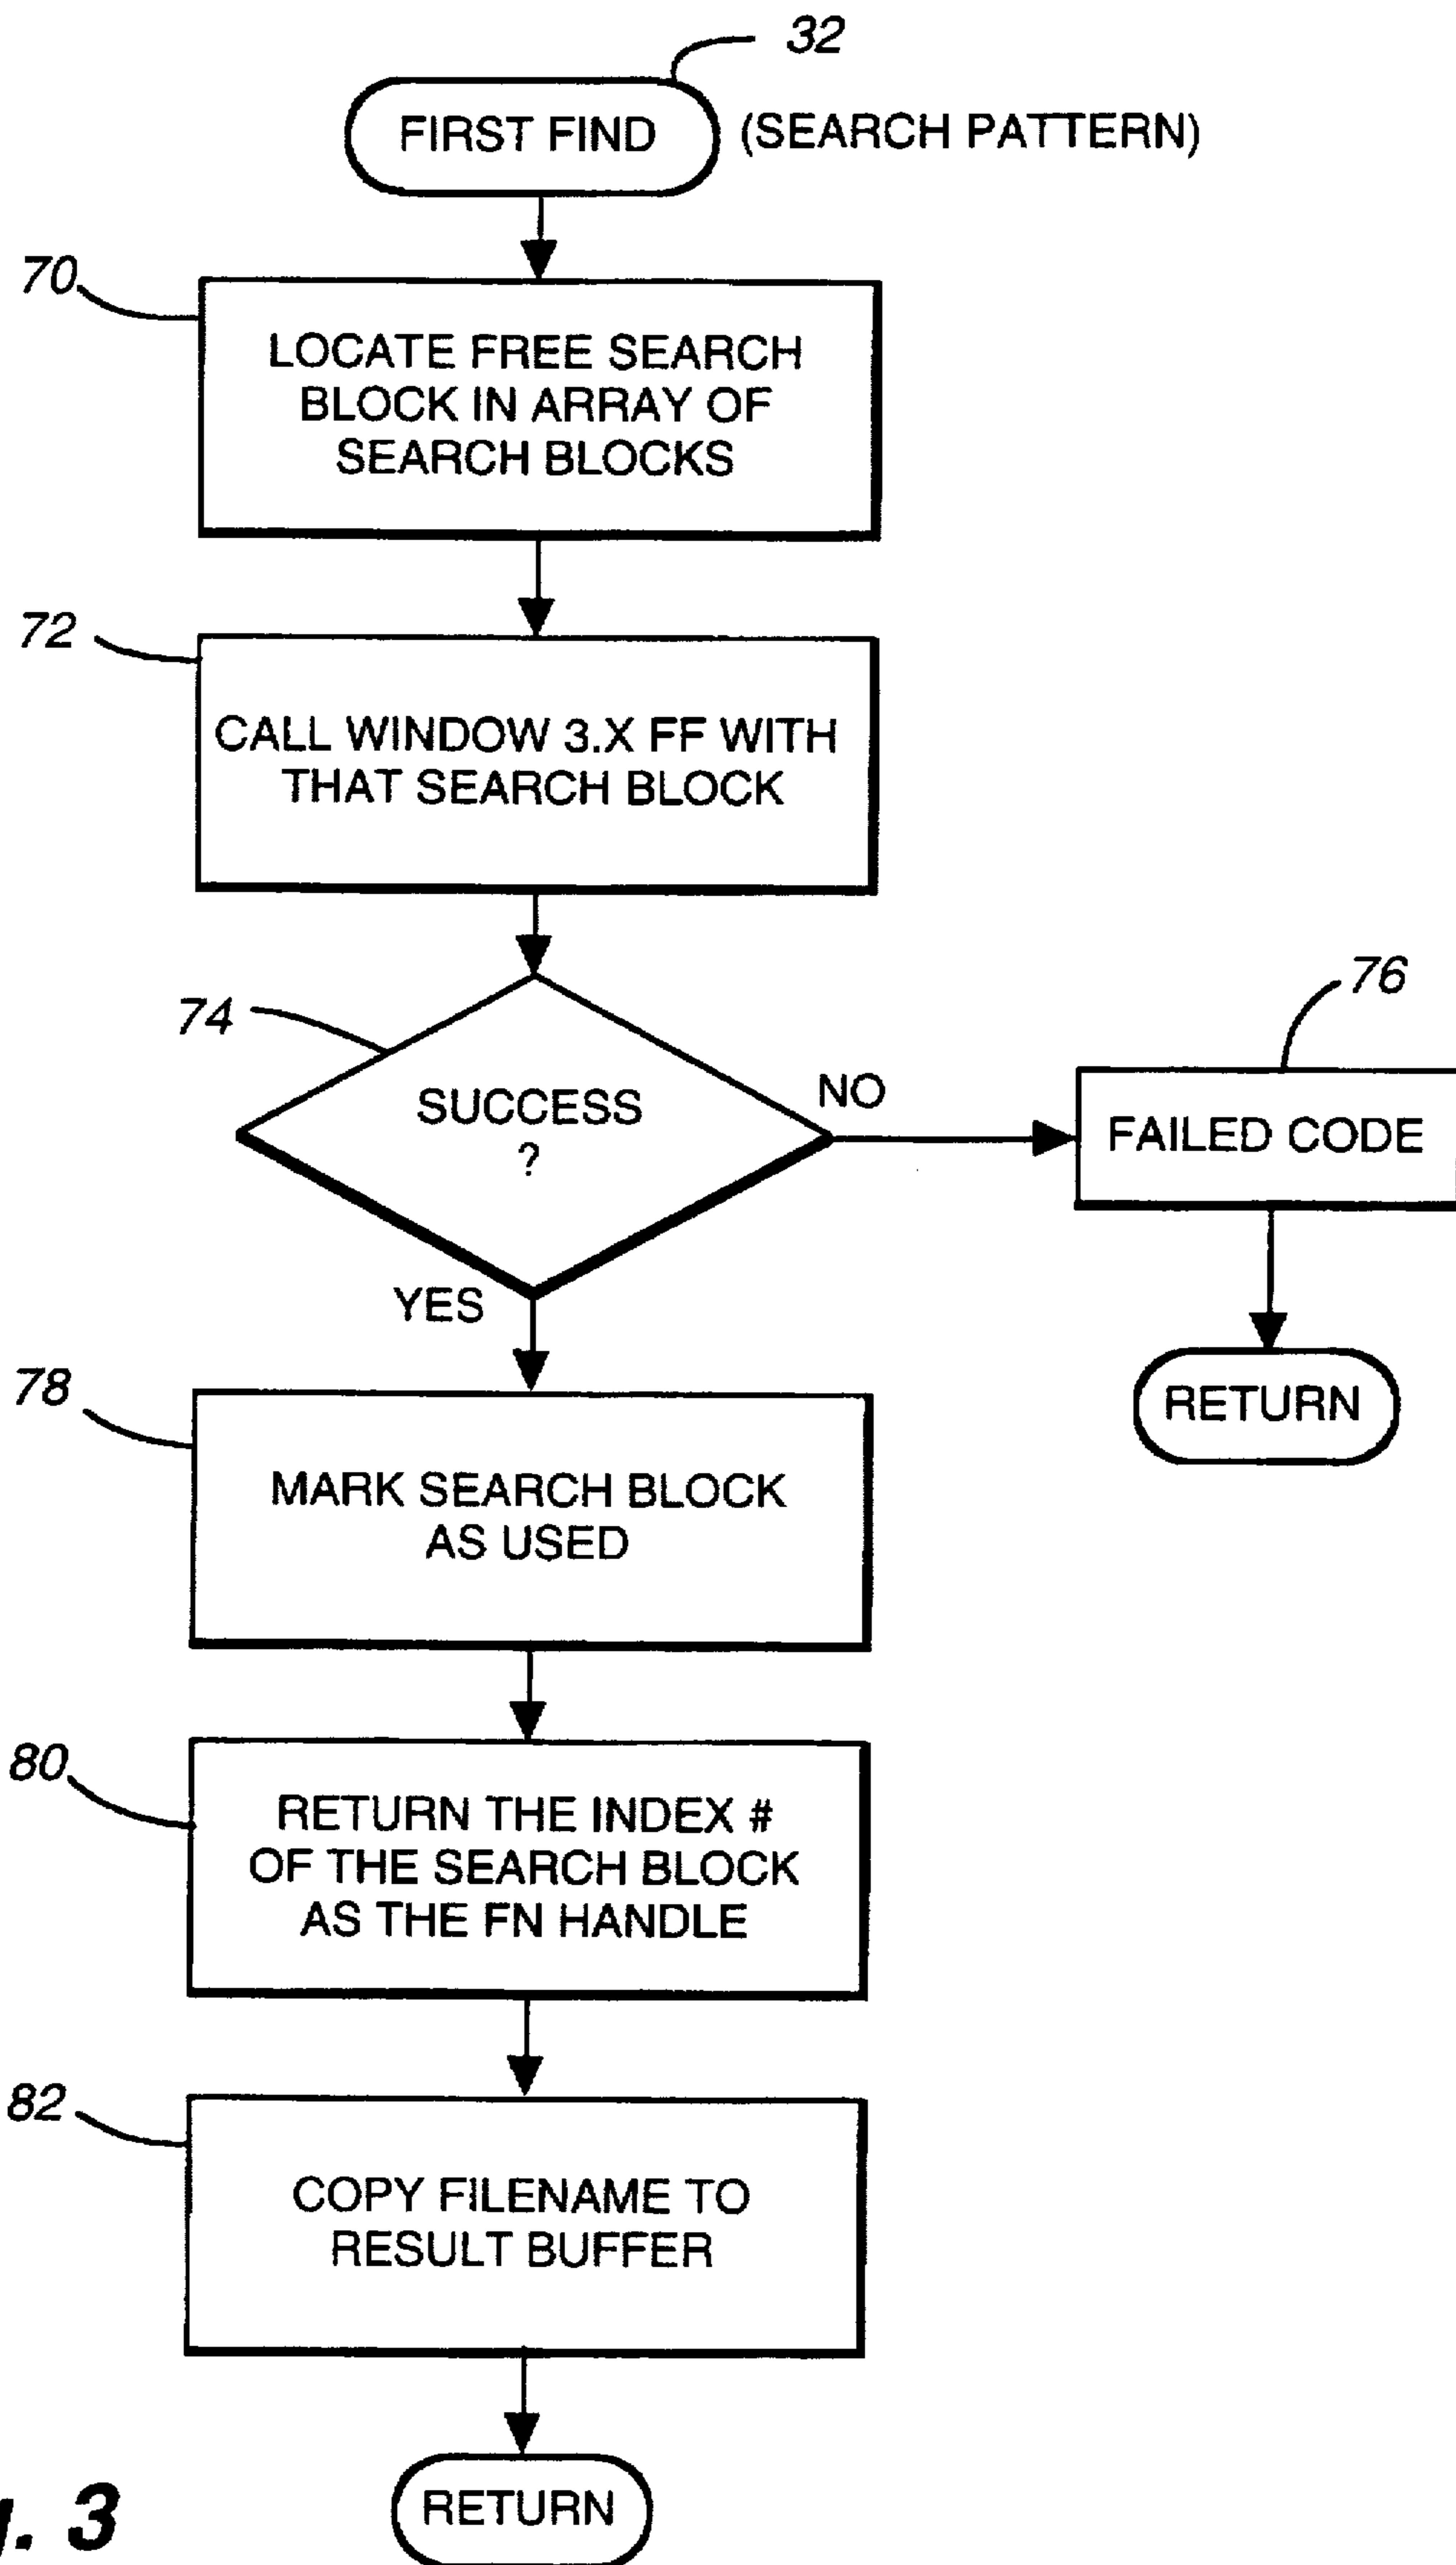 32
FIRST FIND (SEARCH PATTERN)
70
LOCATE FREE SEARCH
BLOCK IN ARRAY OF
SEARCH BLOCKS
72
CALL WINDOW 3.X FF WITH
THAT SEARCH BLOCK
74
SUCCESS
?
NO
76
FAILED CODE
RETURN
YES
78
MARK SEARCH BLOCK
AS USED
80
RETURN THE INDEX #
OF THE SEARCH BLOCK
AS THE FN HANDLE
82
COPY FILENAME TO
RESULT BUFFER
RETURN
3